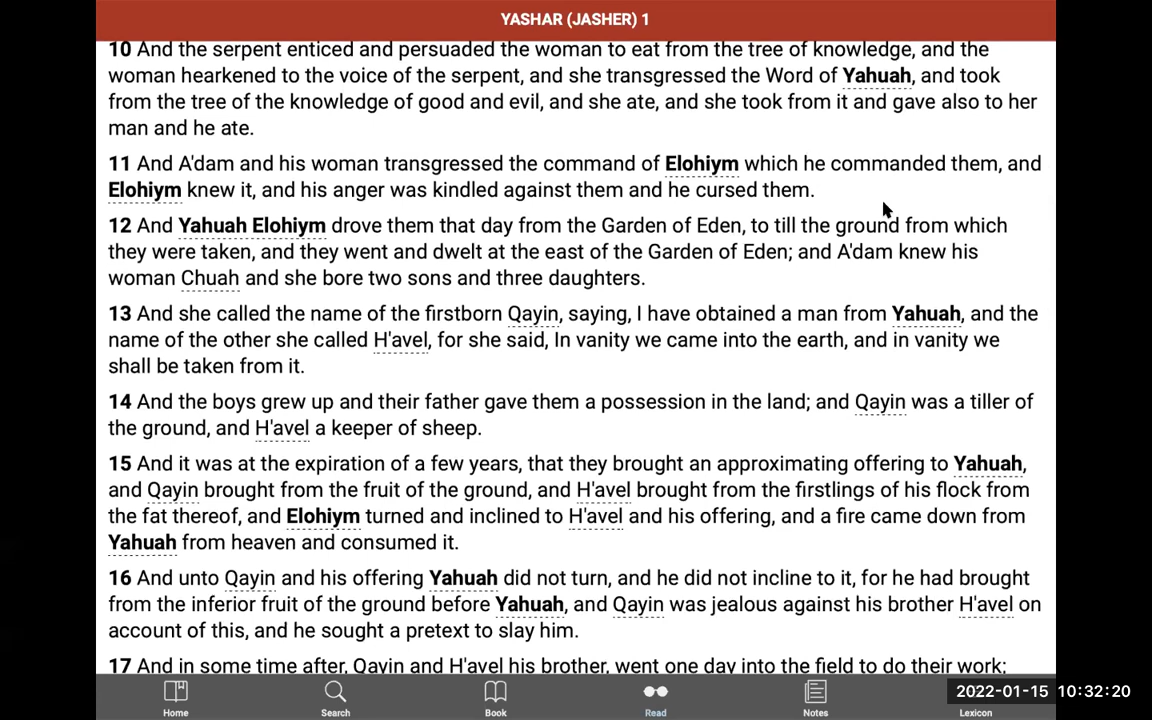 YASHAR (JASHER) 1
10 And the serpent enticed and persuaded the woman to eat from the tree of knowledge, and the
woman hearkened to the voice of the serpent, and she transgressed the Word of Yahuah, and took
from the tree of the knowledge of good and evil, and she ate, and she took from it and gave also to her
man and he ate.
11 And A'dam and his woman transgressed the command of Elohiym which he commanded them, and
Elohiym knew it, and his anger was kindled against them and he cursed them.
12 And Yahuah Elohiym drove them that day from the Garden of Eden, to till the ground from which
they were taken, and they went and dwelt at the east of the Garden of Eden; and A'dam knew his
woman Chuah and she bore two sons and three daughters.
13 And she called the name of the firstborn Qayin, saying, I have obtained a man from Yahuah, and the
name of the other she called H'avel, for she said, In vanity we came into the earth, and in vanity we
shall be taken from it.
14 And the boys grew up and their father gave them a possession in the land; and Qayin was a tiller of
the ground, and H'avel a keeper of sheep.
15 And it was at the expiration of a few years, that they brought an approximating offering to Yahuah,
and Qayin brought from the fruit of the ground, and H'avel brought from the firstlings of his flock from
the fat thereof, and Elohiym turned and inclined to H'avel and his offering, and a fire came down from
Yahuah from heaven and consumed it.
16 And unto Qayin and his offering Yahuah did not turn, and he did not incline to it, for he had brought
from the inferior fruit of the ground before Yahuah, and Qayin was jealous against his brother H'avel on
account of this, and he sought a pretext to slay him.
17 And in some time after, Qayin and H'avel his brother, went one day into the field to do their work;
2022-01-15 10:32:20
Home Search Book Read Notes Lexicon